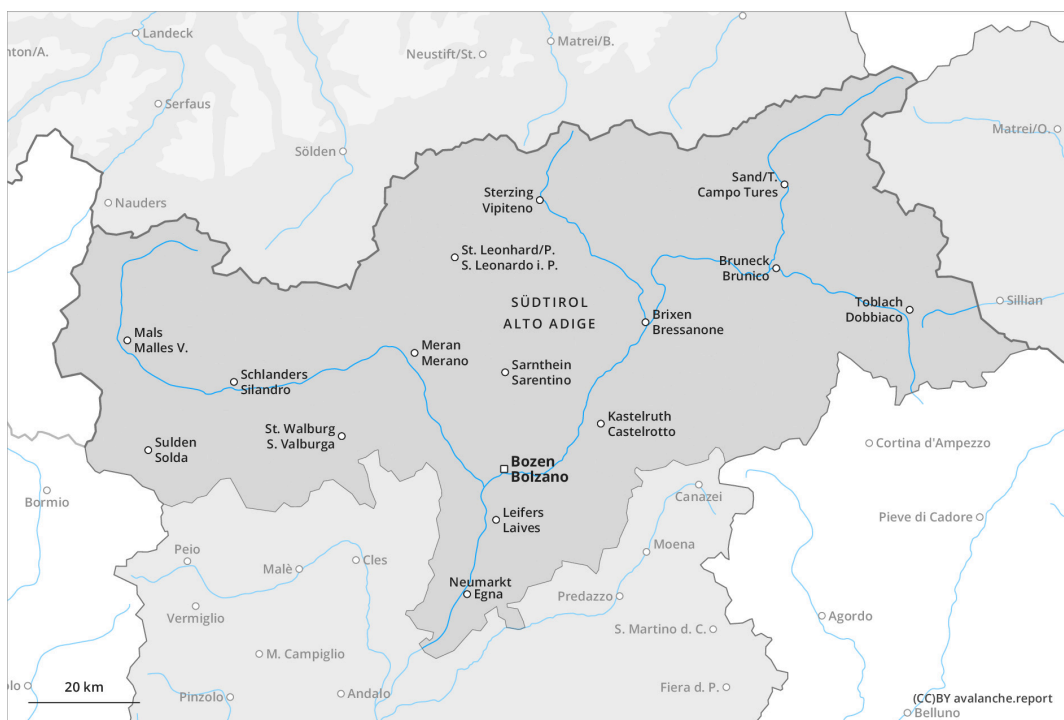 Landeck
nton/A.
Neustift/St.
Matrei/B.
Serfaus
Sölden
Matrei/O.
Nauders
Sterzing
Vipiteno
Sand/T.
Campo Tures
St. Leonhard/P.
S. Leonardo i. P.
Bruneck
Brunico
SÜDTIROL
ALTO ADIGE
Toblach
Dobbiaco
Sillian
Brixen
Bressanone
Mals
Malles V.
Meran
Merano
Sarnthein
Sarentino
Schlanders
Silandro
Kastelruth
Castelrotto
St. Walburg
S. Valburga
Sulden
Solda
Cortina d'Ampezzo
Bozen
Bolzano
Bormio
Canazei
Leifers
Laives
Pieve di Cadore
Peio
Malè
Cles
Moena
Neumarkt
Egna
Predazzo
Vermiglio
Agordo
S. Martino d. C.
M. Campiglio
olo
20 km
Pinzolo
Andalo
Fiera d. P.
(CC)BY avalanche.report
Belluno